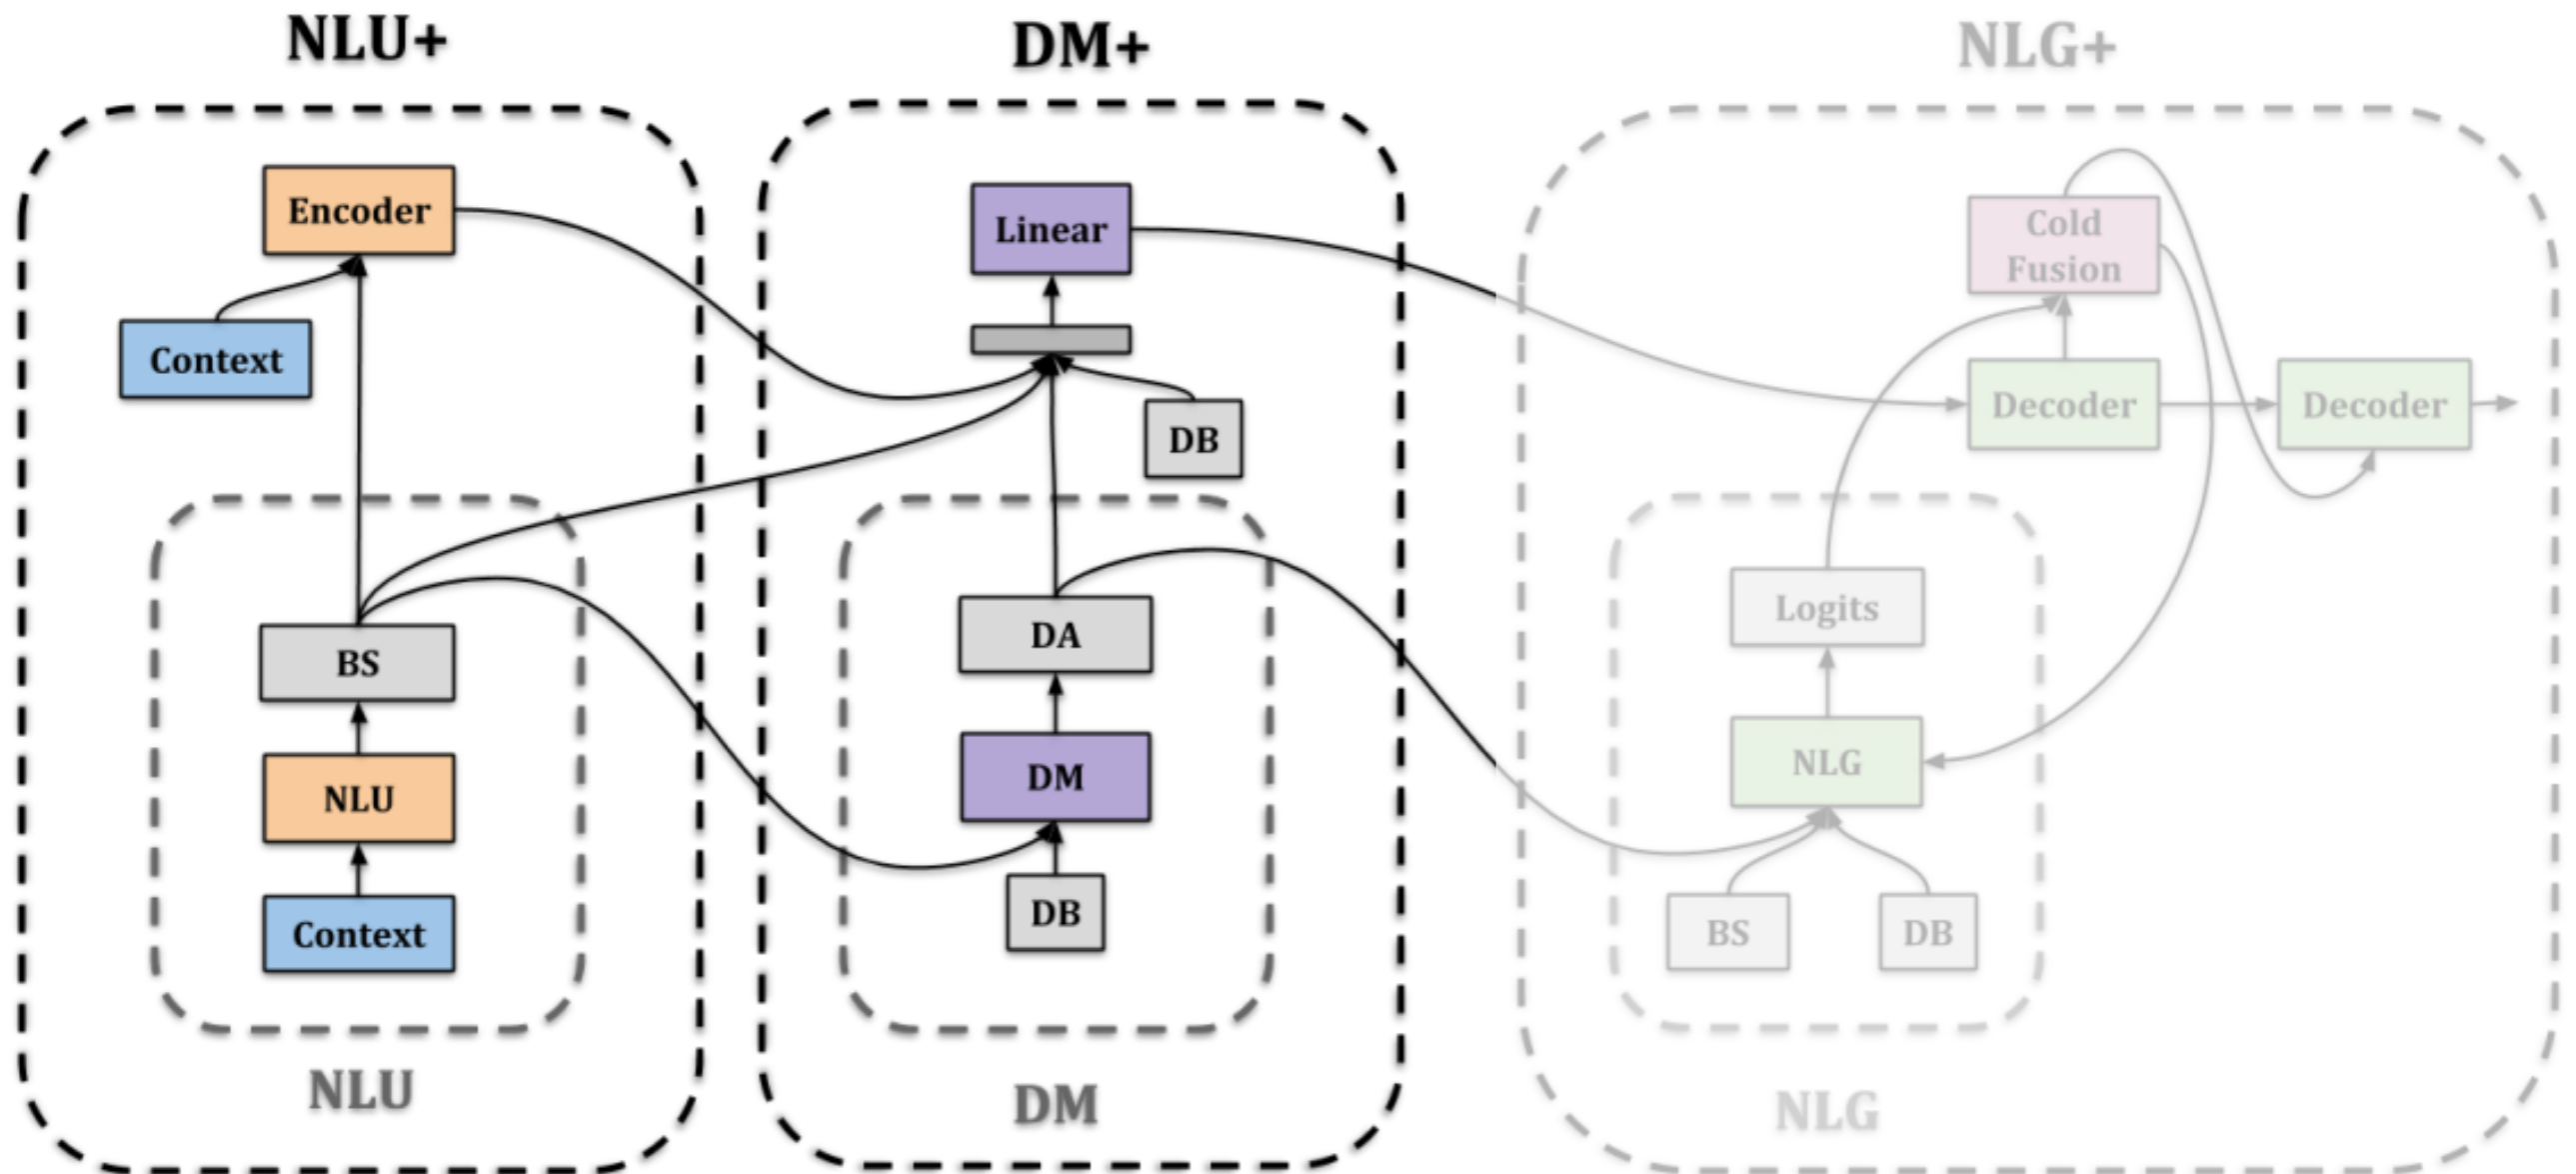 NLU+
Encoder
Context
BS
NLU
Context
NLU
DM+
Linear
DB
DA
DM
DB
DM
NLG+
Cold
Fusion
Decoder
Decoder
Logits
NLG
BS
DB
NLG